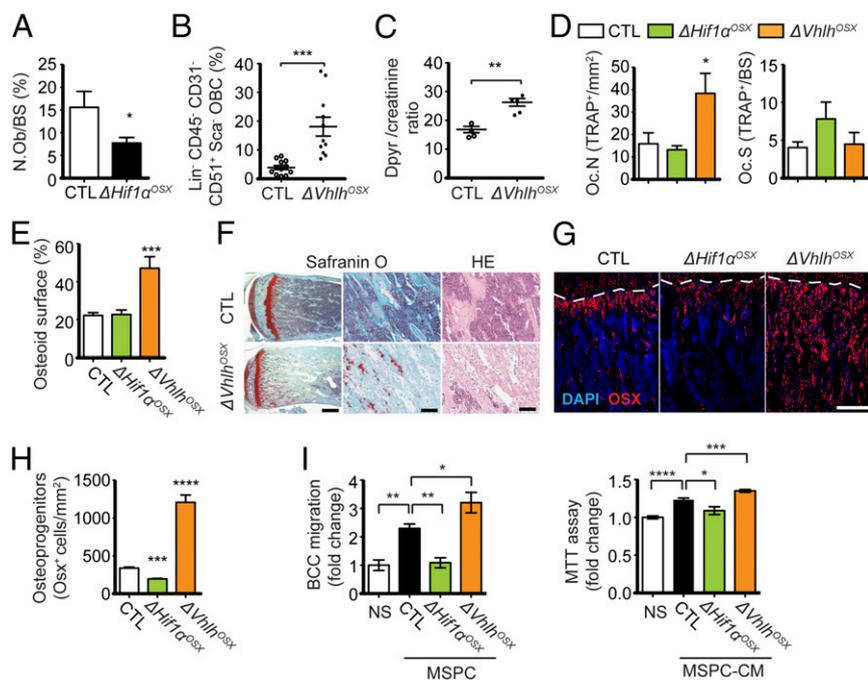 A
N.Ob/BS (%)
25
20
15
10
5
0
*
CTL ΔHif1α^OSX
B
Lin⁻ CD45⁻ CD31⁻
CD51⁺ Sca⁻ OBC (%)
40
30
20
10
0
***
CTL ΔVhlh^OSX
C
Dpyr /creatinine
ratio
40
30
20
10
0
**
CTL ΔVhlh^OSX
D
CTL ΔHif1α^OSX ΔVhlh^OSX
Oc.N (TRAP⁺/mm²)
50
40
30
20
10
0
*
Oc.S (TRAP⁺/BS)
15
10
5
0
E
Osteoid surface (%)
60
40
20
0
***
CTL
ΔHif1α^OSX
ΔVhlh^OSX
F
Safranin O HE
CTL
ΔVhlh^OSX
G
CTL ΔHif1α^OSX ΔVhlh^OSX
DAPI OSX
H
Osteoprogenitors
(Osx⁺ cells/mm²)
1500
1000
500
0
***
****
CTL
ΔHif1α^OSX
ΔVhlh^OSX
I
BCC migration
(fold change)
4
3
2
1
0
**
**
*
NS
CTL
ΔHif1α^OSX
ΔVhlh^OSX
MSPC
MTT assay
(fold change)
1.5
1.0
0.5
0.0
****
*
***
NS
CTL
ΔHif1α^OSX
ΔVhlh^OSX
MSPC-CM